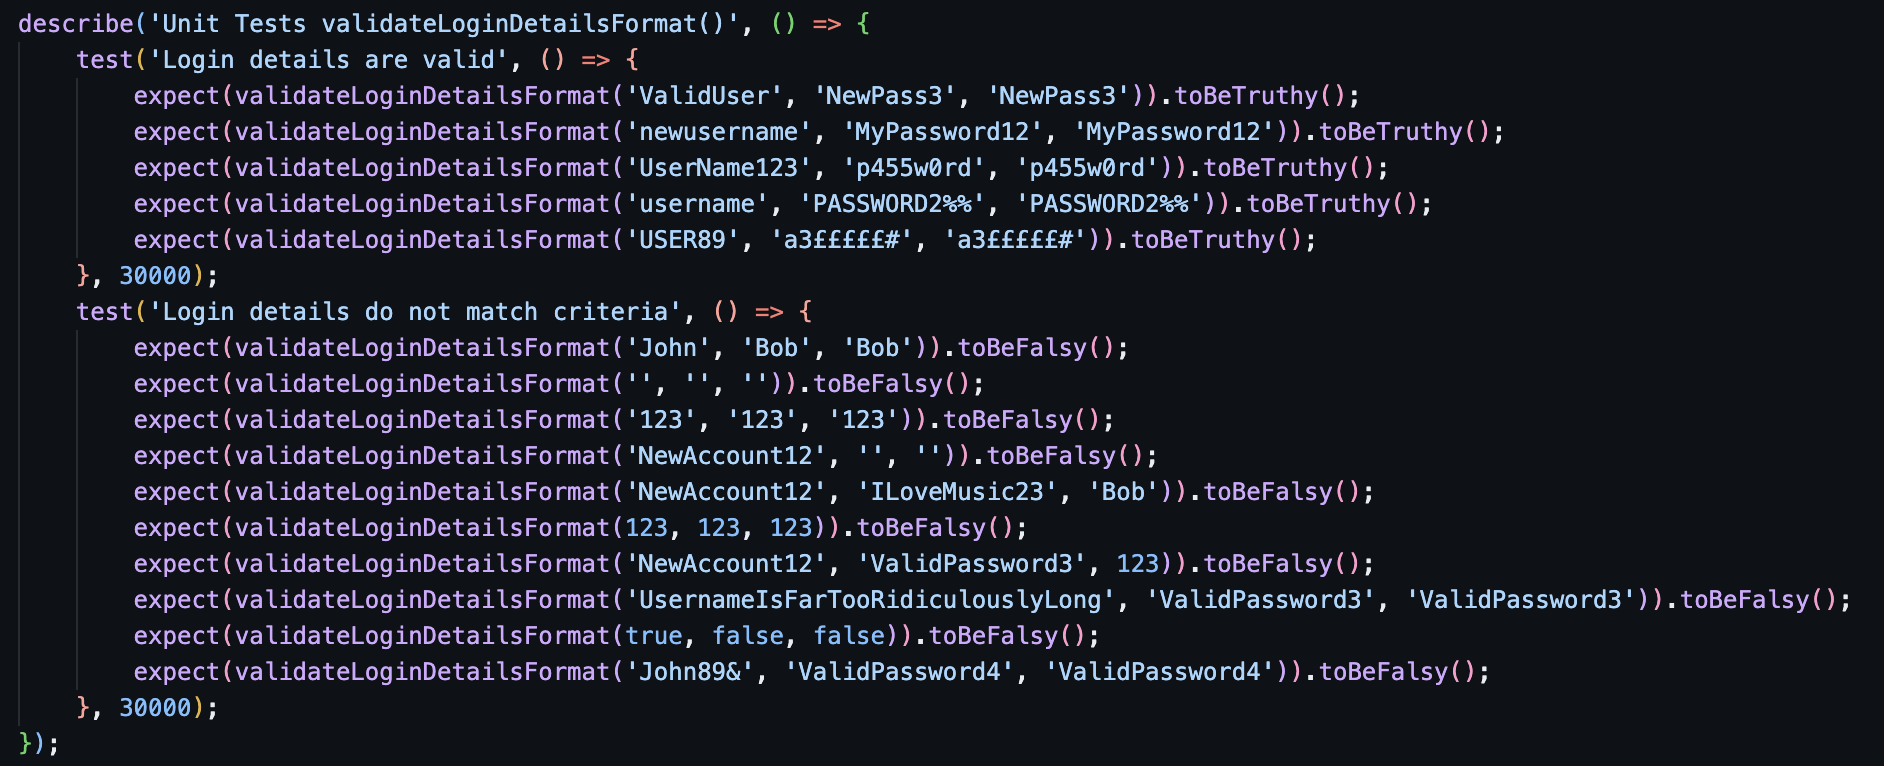 describe('Unit Tests validateLoginDetailsFormat()', () => {
    test('Login details are valid', () => {
        expect(validateLoginDetailsFormat('ValidUser', 'NewPass3', 'NewPass3')).toBeTruthy();
        expect(validateLoginDetailsFormat('newusername', 'MyPassword12', 'MyPassword12')).toBeTruthy();
        expect(validateLoginDetailsFormat('UserName123', 'p455w0rd', 'p455w0rd')).toBeTruthy();
        expect(validateLoginDetailsFormat('username', 'PASSWORD2%%', 'PASSWORD2%%')).toBeTruthy();
        expect(validateLoginDetailsFormat('USER89', 'a3£££££#', 'a3£££££#')).toBeTruthy();
    }, 30000);
    test('Login details do not match criteria', () => {
        expect(validateLoginDetailsFormat('John', 'Bob', 'Bob')).toBeFalsy();
        expect(validateLoginDetailsFormat('', '', '')).toBeFalsy();
        expect(validateLoginDetailsFormat('123', '123', '123')).toBeFalsy();
        expect(validateLoginDetailsFormat('NewAccount12', '', '')).toBeFalsy();
        expect(validateLoginDetailsFormat('NewAccount12', 'ILoveMusic23', 'Bob')).toBeFalsy();
        expect(validateLoginDetailsFormat(123, 123, 123)).toBeFalsy();
        expect(validateLoginDetailsFormat('NewAccount12', 'ValidPassword3', 123)).toBeFalsy();
        expect(validateLoginDetailsFormat('UsernameIsFarTooRidiculouslyLong', 'ValidPassword3', 'ValidPassword3')).toBeFalsy();
        expect(validateLoginDetailsFormat(true, false, false)).toBeFalsy();
        expect(validateLoginDetailsFormat('John89&', 'ValidPassword4', 'ValidPassword4')).toBeFalsy();
    }, 30000);
});